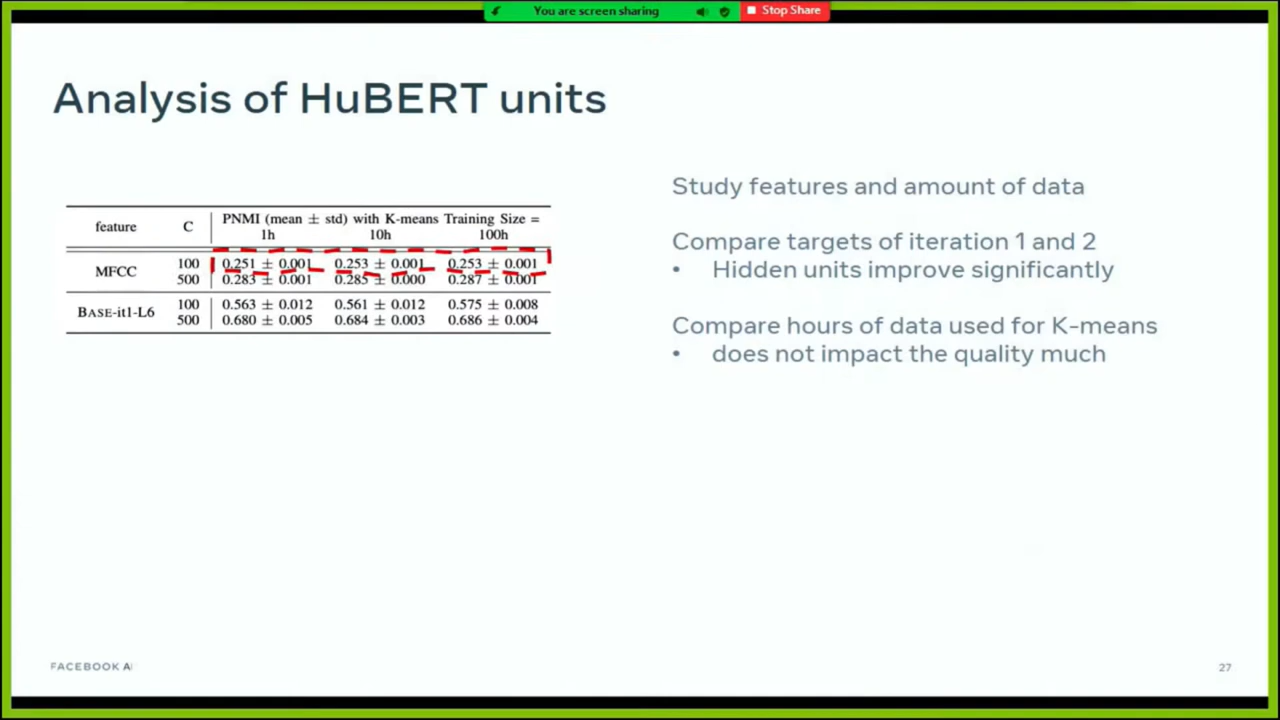 You are screen sharing
Stop Share
Analysis of HuBERT units
feature C PNMI (mean ± std) with K-means Training Size =
1h 10h 100h
MFCC 100 0.251 ± 0.001 0.253 ± 0.001 0.253 ± 0.001
500 0.283 ± 0.001 0.285 ± 0.000 0.287 ± 0.001
BASE-it1-L6 100 0.563 ± 0.012 0.561 ± 0.012 0.575 ± 0.008
500 0.680 ± 0.005 0.684 ± 0.003 0.686 ± 0.004
Study features and amount of data
Compare targets of iteration 1 and 2
• Hidden units improve significantly
Compare hours of data used for K-means
• does not impact the quality much
FACEBOOK AI
27